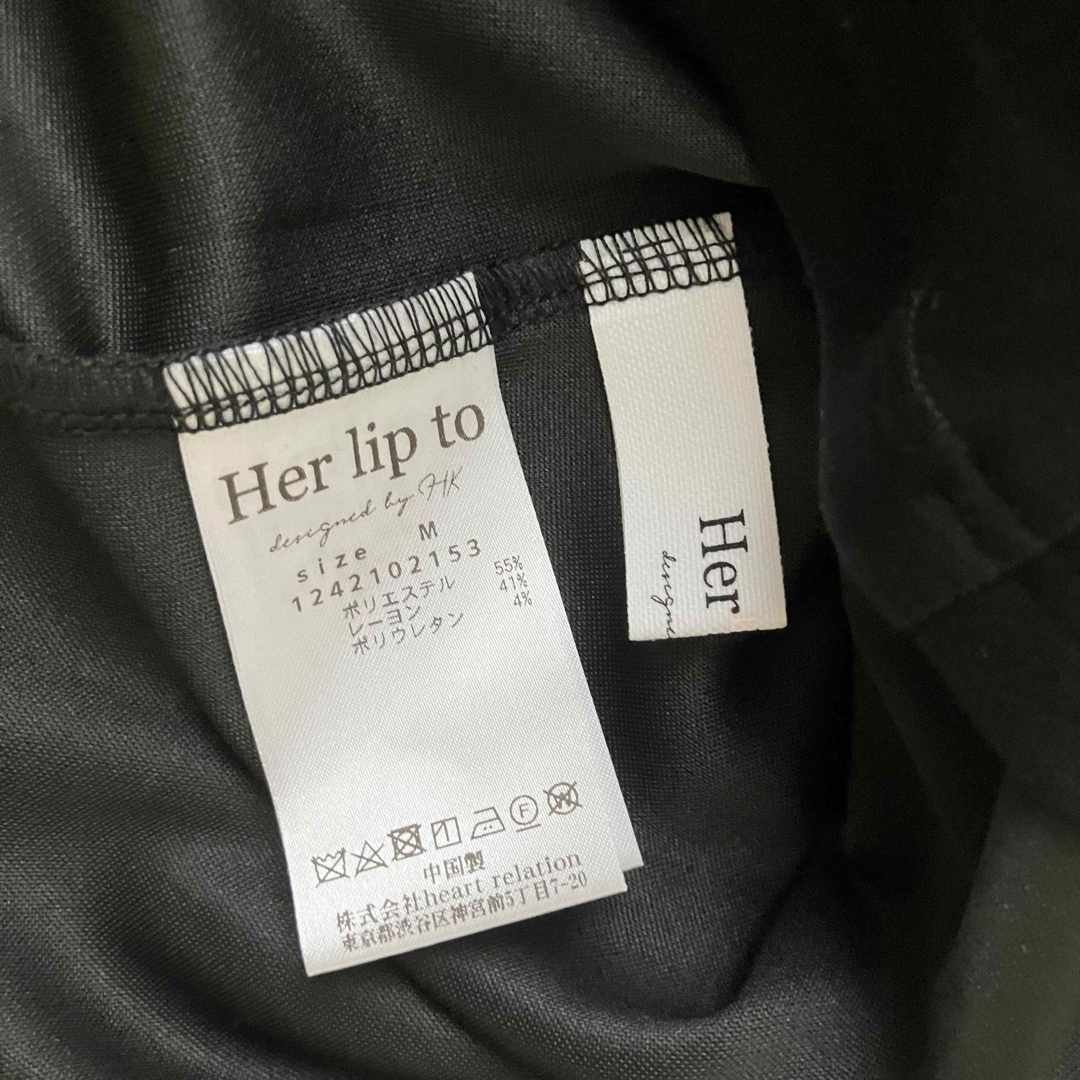 Her lip to
designed by HK
size M
1242102153
ポリエステル 55%
レーヨン 41%
ポリウレタン 4%
F
W
中国製
株式会社heart relation
東京都渋谷区神宮前5丁目7-20
Her
designe